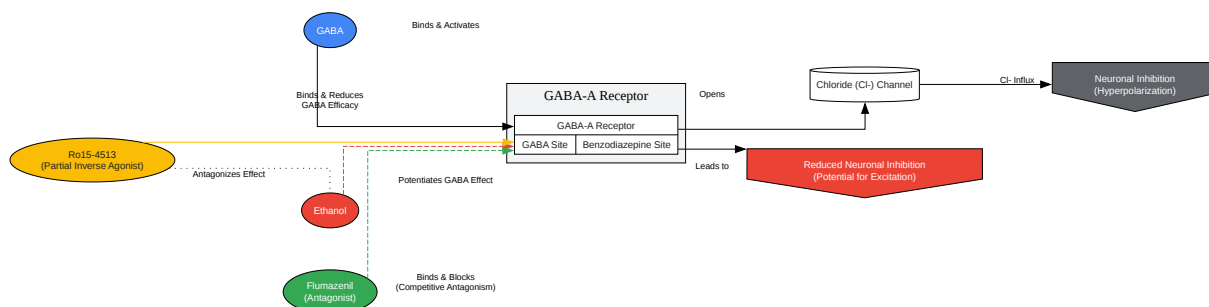 GABA
Binds & Activates
Binds & Reduces
GABA Efficacy
GABA-A Receptor
GABA-A Receptor
GABA Site
Benzodiazepine Site
Opens
Chloride (Cl-) Channel
Cl- Influx
Neuronal Inhibition
(Hyperpolarization)
Ro15-4513
(Partial Inverse Agonist)
Antagonizes Effect
Potentiates GABA Effect
Leads to
Reduced Neuronal Inhibition
(Potential for Excitation)
Ethanol
Flumazenil
(Antagonist)
Binds & Blocks
(Competitive Antagonism)